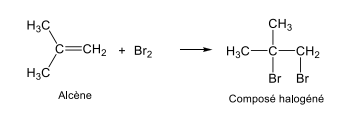 H₃C
C=CH₂ + Br₂
H₃C
Alcène
CH₃
H₃C—C—CH₂
Br Br
Composé halogéné